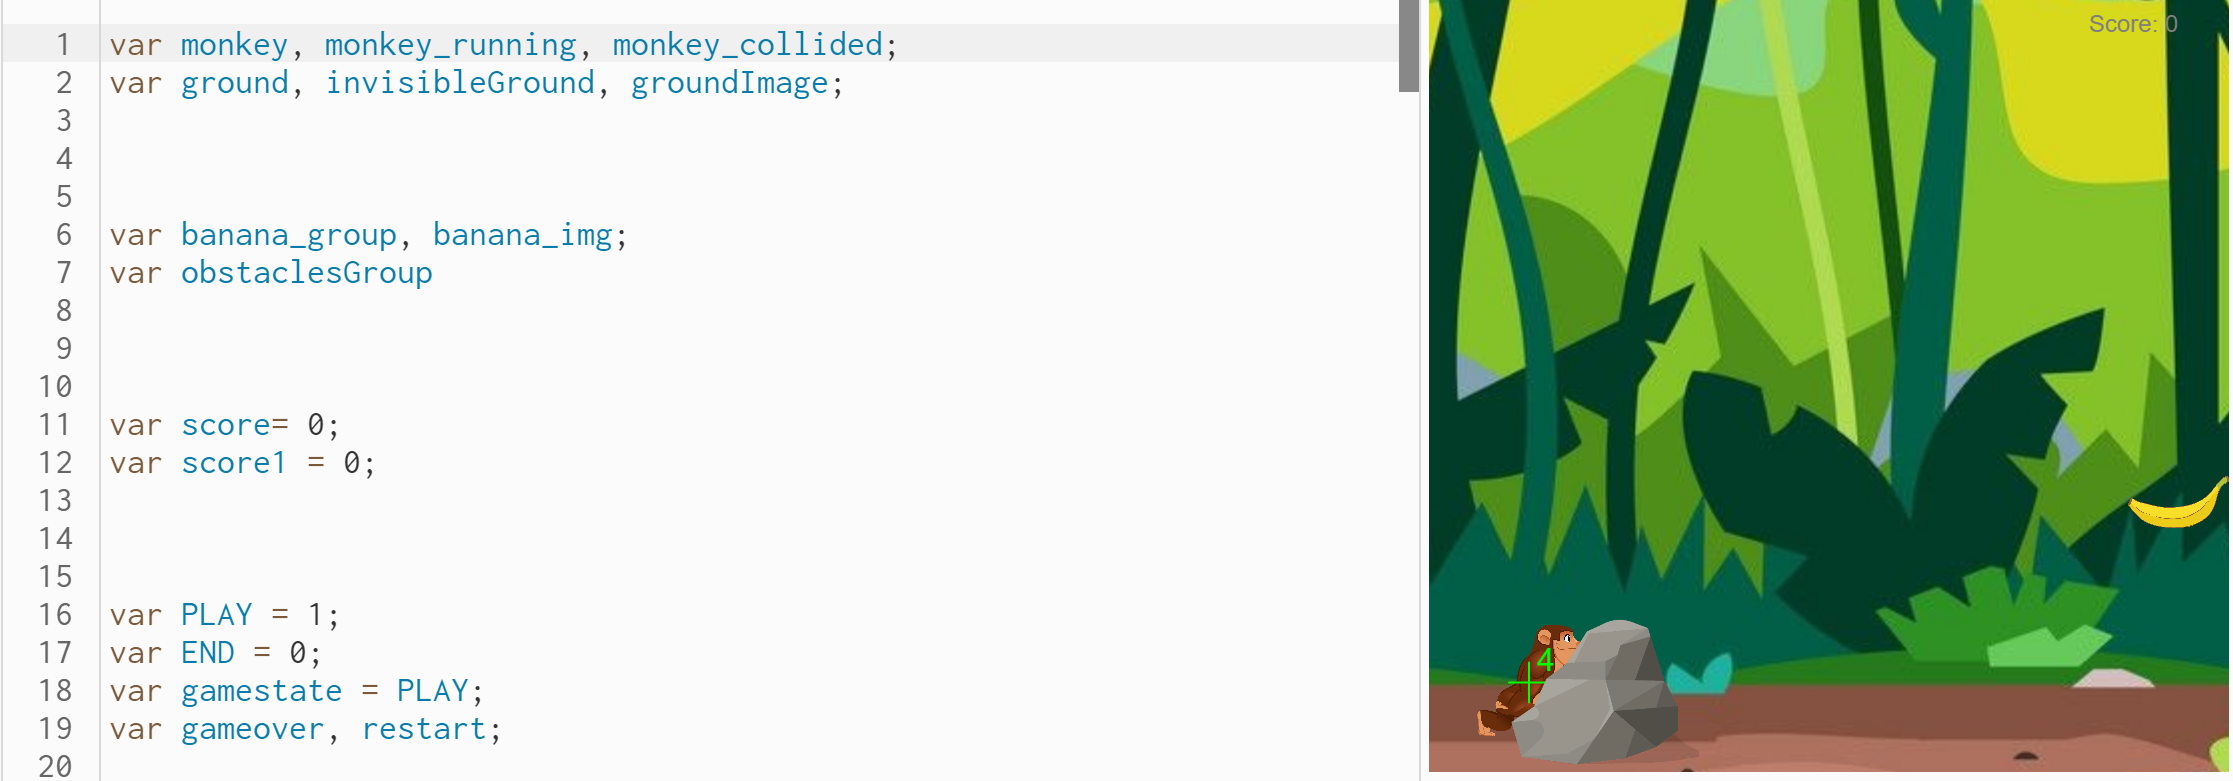 1 var monkey, monkey_running, monkey_collided;
2 var ground, invisibleGround, groundImage;
3
4
5
6 var banana_group, banana_img;
7 var obstaclesGroup
8
9
10
11 var score= 0;
12 var score1 = 0;
13
14
15
16 var PLAY = 1;
17 var END = 0;
18 var gamestate = PLAY;
19 var gameover, restart;
20
Score: 0
4